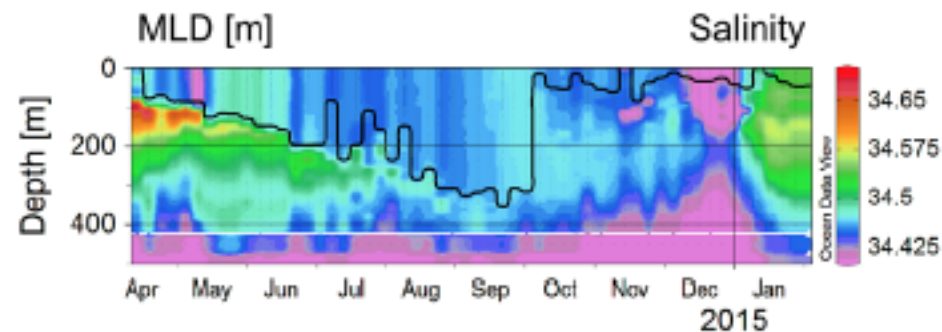 MLD [m] Salinity
Depth [m]
0
200
400
Apr May Jun Jul Aug Sep Oct Nov Dec Jan
2015
Ocean Data View
34.65
34.575
34.5
34.425